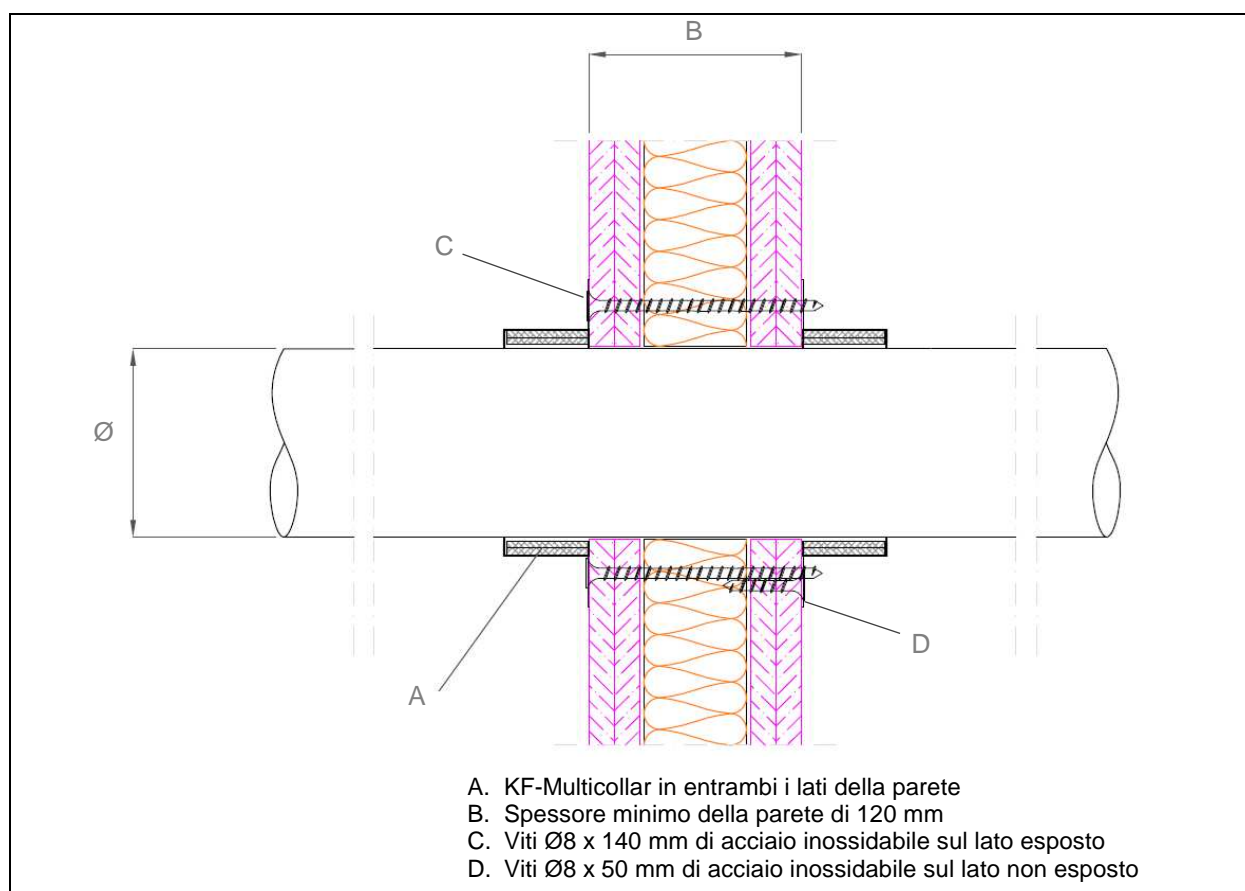 B
C
Ø
D
A
A. KF-Multicollar in entrambi i lati della parete
B. Spessore minimo della parete di 120 mm
C. Viti Ø8 x 140 mm di acciaio inossidabile sul lato esposto
D. Viti Ø8 x 50 mm di acciaio inossidabile sul lato non esposto